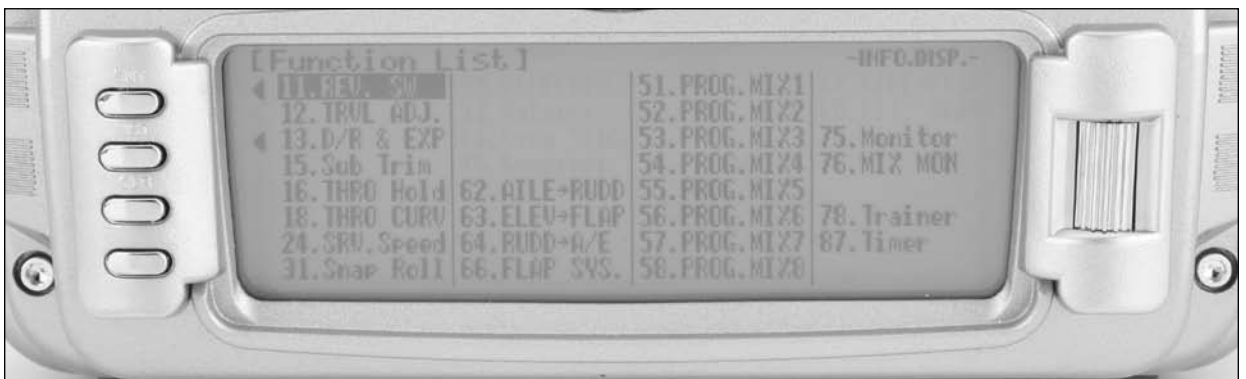 [Function List] -INFO.DISP.-
11.REV. SW
12.TRVL ADJ.
13.D/R & EXP
15.Sub Trim
16.THRO Hold
18.THRO CURV
24.SRV.Speed
31.Snap Roll
62.AILE→RUDD
63.ELEV→FLAP
64.RUDD→A/E
66.FLAP SYS.
51.PROG.MIX1
52.PROG.MIX2
53.PROG.MIX3
54.PROG.MIX4
55.PROG.MIX5
56.PROG.MIX6
57.PROG.MIX7
58.PROG.MIX8
75.Monitor
76.MIX MON
78.Trainer
87.Timer